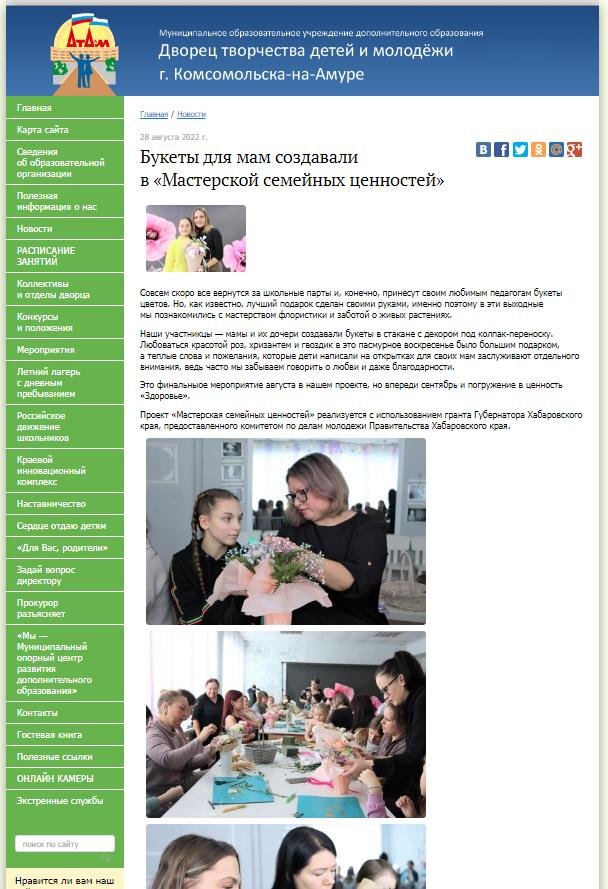 ДТДиМ
Муниципальное образовательное учреждение дополнительного образования
Дворец творчества детей и молодёжи
г. Комсомольска-на-Амуре
Главная
Карта сайта
Сведения
об образовательной
организации
Полезная
информация о нас
Новости
РАСПИСАНИЕ
ЗАНЯТИЙ
Коллективы
и отделы дворца
Конкурсы
и положения
Мероприятия
Летний лагерь
с дневным
пребыванием
Российское
движение
школьников
Краевой
инновационный
комплекс
Наставничество
Сердце отдаю детям
«Для Вас, родители»
Задай вопрос
директору
Прокурор
разъясняет
«Мы —
Муниципальный
опорный центр
развития
дополнительного
образования»
Контакты
Гостевая книга
Полезные ссылки
ОНЛАЙН КАМЕРЫ
Экстренные службы
поиск по сайту
Нравится ли вам наш
Главная / Новости
28 августа 2022 г.
Букеты для мам создавали
в «Мастерской семейных ценностей»
Совсем скоро все вернутся за школьные парты и, конечно, принесут своим любимым педагогам букеты
цветов. Но, как известно, лучший подарок сделан своими руками, именно поэтому в эти выходные
мы познакомились с мастерством флористики и заботой о живых растениях.
Наши участницы — мамы и их дочери создавали букеты в стакане с декором под колпак-переноску.
Любоваться красотой роз, хризантем и гвоздик в это пасмурное воскресенье было большим подарком,
а теплые слова и пожелания, которые дети написали на открытках для своих мам заслуживают отдельного
внимания, ведь часто мы забываем говорить о любви и даже благодарности.
Это финальныое мероприятие августа в нашем проекте, но впереди сентябрь и погружение в ценность
«Здоровье».
Проект «Мастерская семейных ценностей» реализуется с использованием гранта Губернатора Хабаровского
края, предоставленного комитетом по делам молодежи Правительства Хабаровского края.